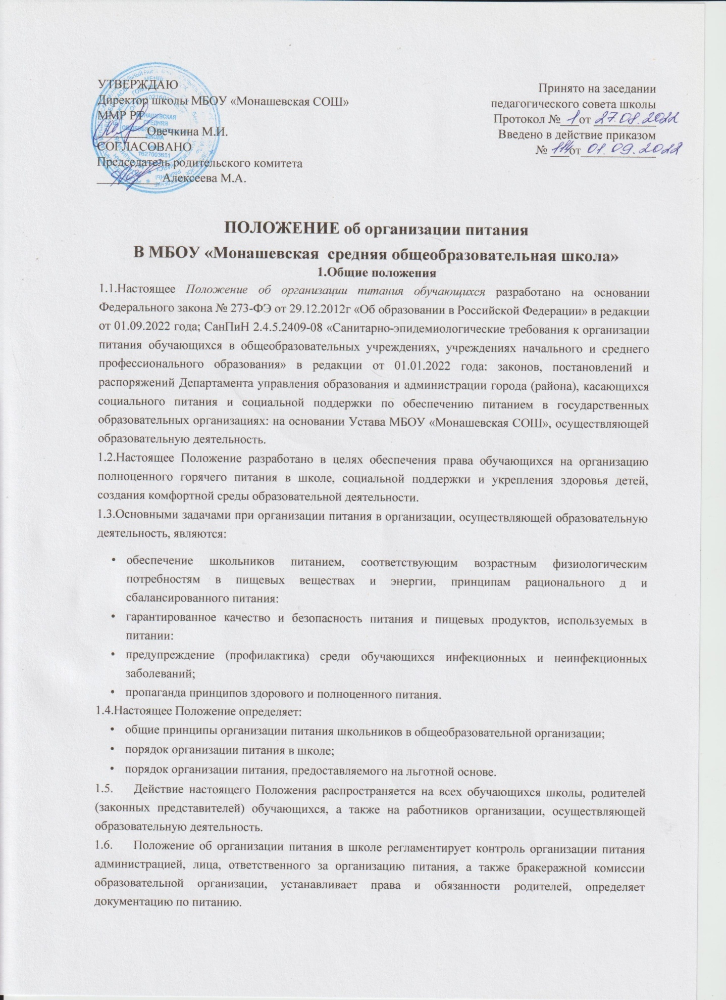 УТВЕРЖДАЮ
Директор школы МБОУ «Монашевская СОШ»
ММР РТ
________Овечкина М.И.
СОГЛАСОВАНО
Председатель родительского комитета
__________ Алексеева М.А.
Принято на заседании
педагогического совета школы
Протокол № 1 от 27.08.2022
Введено в действие приказом
№ 114 от 01.09.2022
МОНАШЕВСКАЯ
СРЕДНЯЯ
ОБЩЕОБРАЗОВАТЕЛЬНАЯ
ШКОЛА
ИНН
1627003651
ПОЛОЖЕНИЕ об организации питания
В МБОУ «Монашевская средняя общеобразовательная школа»
1.Общие положения
1.1.Настоящее Положение об организации питания обучающихся разработано на основании
Федерального закона № 273-ФЭ от 29.12.2012г «Об образовании в Российской Федерации» в редакции
от 01.09.2022 года; СанПиН 2.4.5.2409-08 «Санитарно-эпидемиологические требования к организации
питания обучающихся в общеобразовательных учреждениях, учреждениях начального и среднего
профессионального образования» в редакции от 01.01.2022 года: законов, постановлений и
распоряжений Департамента управления образования и администрации города (района), касающихся
социального питания и социальной поддержки по обеспечению питанием в государственных
образовательных организациях: на основании Устава МБОУ «Монашевская СОШ», осуществляющей
образовательную деятельность.
1.2.Настоящее Положение разработано в целях обеспечения права обучающихся на организацию
полноценного горячего питания в школе, социальной поддержки и укрепления здоровья детей,
создания комфортной среды образовательной деятельности.
1.3.Основными задачами при организации питания в организации, осуществляющей образовательную
деятельность, являются:
• обеспечение школьников питанием, соответствующим возрастным физиологическим
потребностям в пищевых веществах и энергии, принципам рационального д и
сбалансированного питания:
• гарантированное качество и безопасность питания и пищевых продуктов, используемых в
питании:
• предупреждение (профилактика) среди обучающихся инфекционных и неинфекционных
заболеваний;
• пропаганда принципов здорового и полноценного питания.
1.4.Настоящее Положение определяет:
• общие принципы организации питания школьников в общеобразовательной организации;
• порядок организации питания в школе;
• порядок организации питания, предоставляемого на льготной основе.
1.5. Действие настоящего Положения распространяется на всех обучающихся школы, родителей
(законных представителей) обучающихся, а также на работников организации, осуществляющей
образовательную деятельность.
1.6. Положение об организации питания в школе регламентирует контроль организации питания
администрацией, лица, ответственного за организацию питания, а также бракеражной комиссии
образовательной организации, устанавливает права и обязанности родителей, определяет
документацию по питанию.